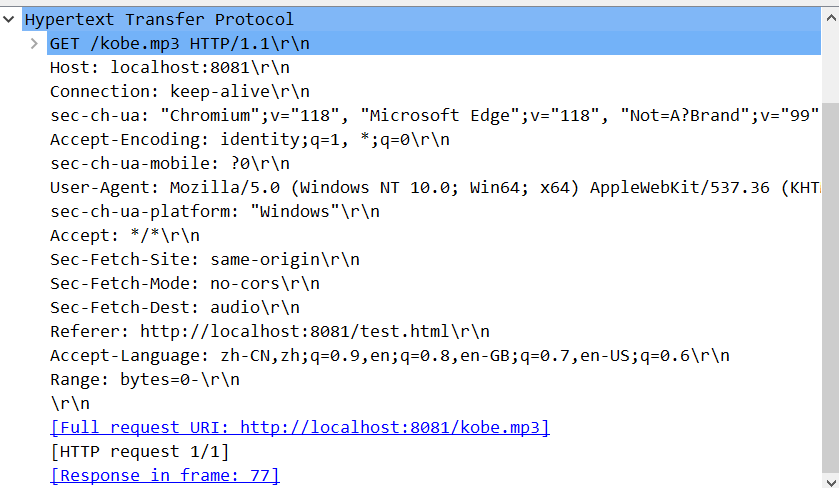 Hypertext Transfer Protocol
GET /kobe.mp3 HTTP/1.1\r\n
Host: localhost:8081\r\n
Connection: keep-alive\r\n
sec-ch-ua: "Chromium";v="118", "Microsoft Edge";v="118", "Not=A?Brand";v="99"
Accept-Encoding: identity;q=1, *;q=0\r\n
sec-ch-ua-mobile: ?0\r\n
User-Agent: Mozilla/5.0 (Windows NT 10.0; Win64; x64) AppleWebKit/537.36 (KHT
sec-ch-ua-platform: "Windows"\r\n
Accept: */*\r\n
Sec-Fetch-Site: same-origin\r\n
Sec-Fetch-Mode: no-cors\r\n
Sec-Fetch-Dest: audio\r\n
Referer: http://localhost:8081/test.html\r\n
Accept-Language: zh-CN,zh;q=0.9,en;q=0.8,en-GB;q=0.7,en-US;q=0.6\r\n
Range: bytes=0-\r\n
\r\n
[Full request URI: http://localhost:8081/kobe.mp3]
[HTTP request 1/1]
[Response in frame: 77]